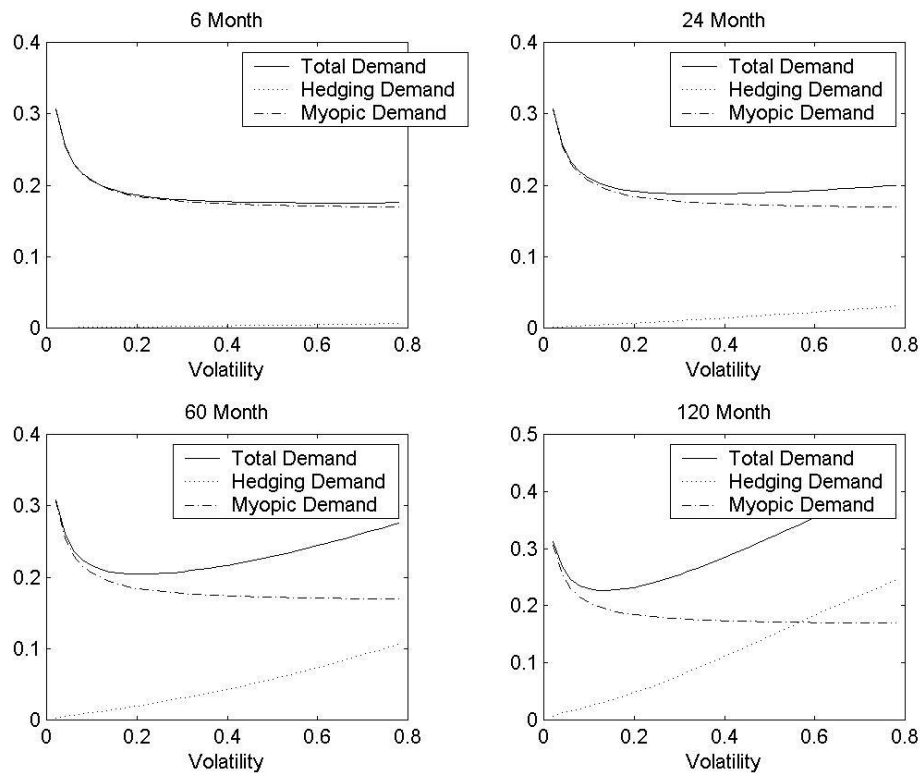 6 Month
0.4
0.3
0.2
0.1
0
Total Demand
Hedging Demand
Myopic Demand
0
0.2
0.4
0.6
0.8
Volatility
24 Month
0.4
0.3
0.2
0.1
0
Total Demand
Hedging Demand
Myopic Demand
0
0.2
0.4
0.6
0.8
Volatility
60 Month
0.4
0.3
0.2
0.1
0
Total Demand
Hedging Demand
Myopic Demand
0
0.2
0.4
0.6
0.8
Volatility
120 Month
0.5
0.4
0.3
0.2
0.1
0
Total Demand
Hedging Demand
Myopic Demand
0
0.2
0.4
0.6
0.8
Volatility